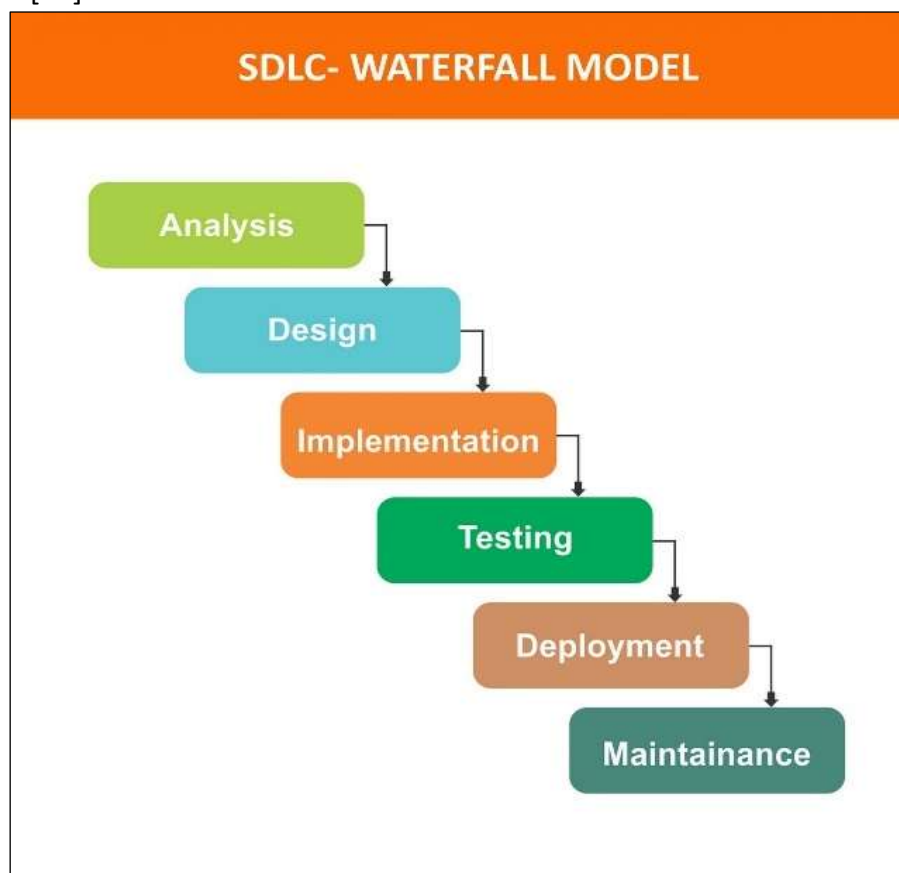 SDLC- WATERFALL MODEL
Analysis
Design
Implementation
Testing
Deployment
Maintainance